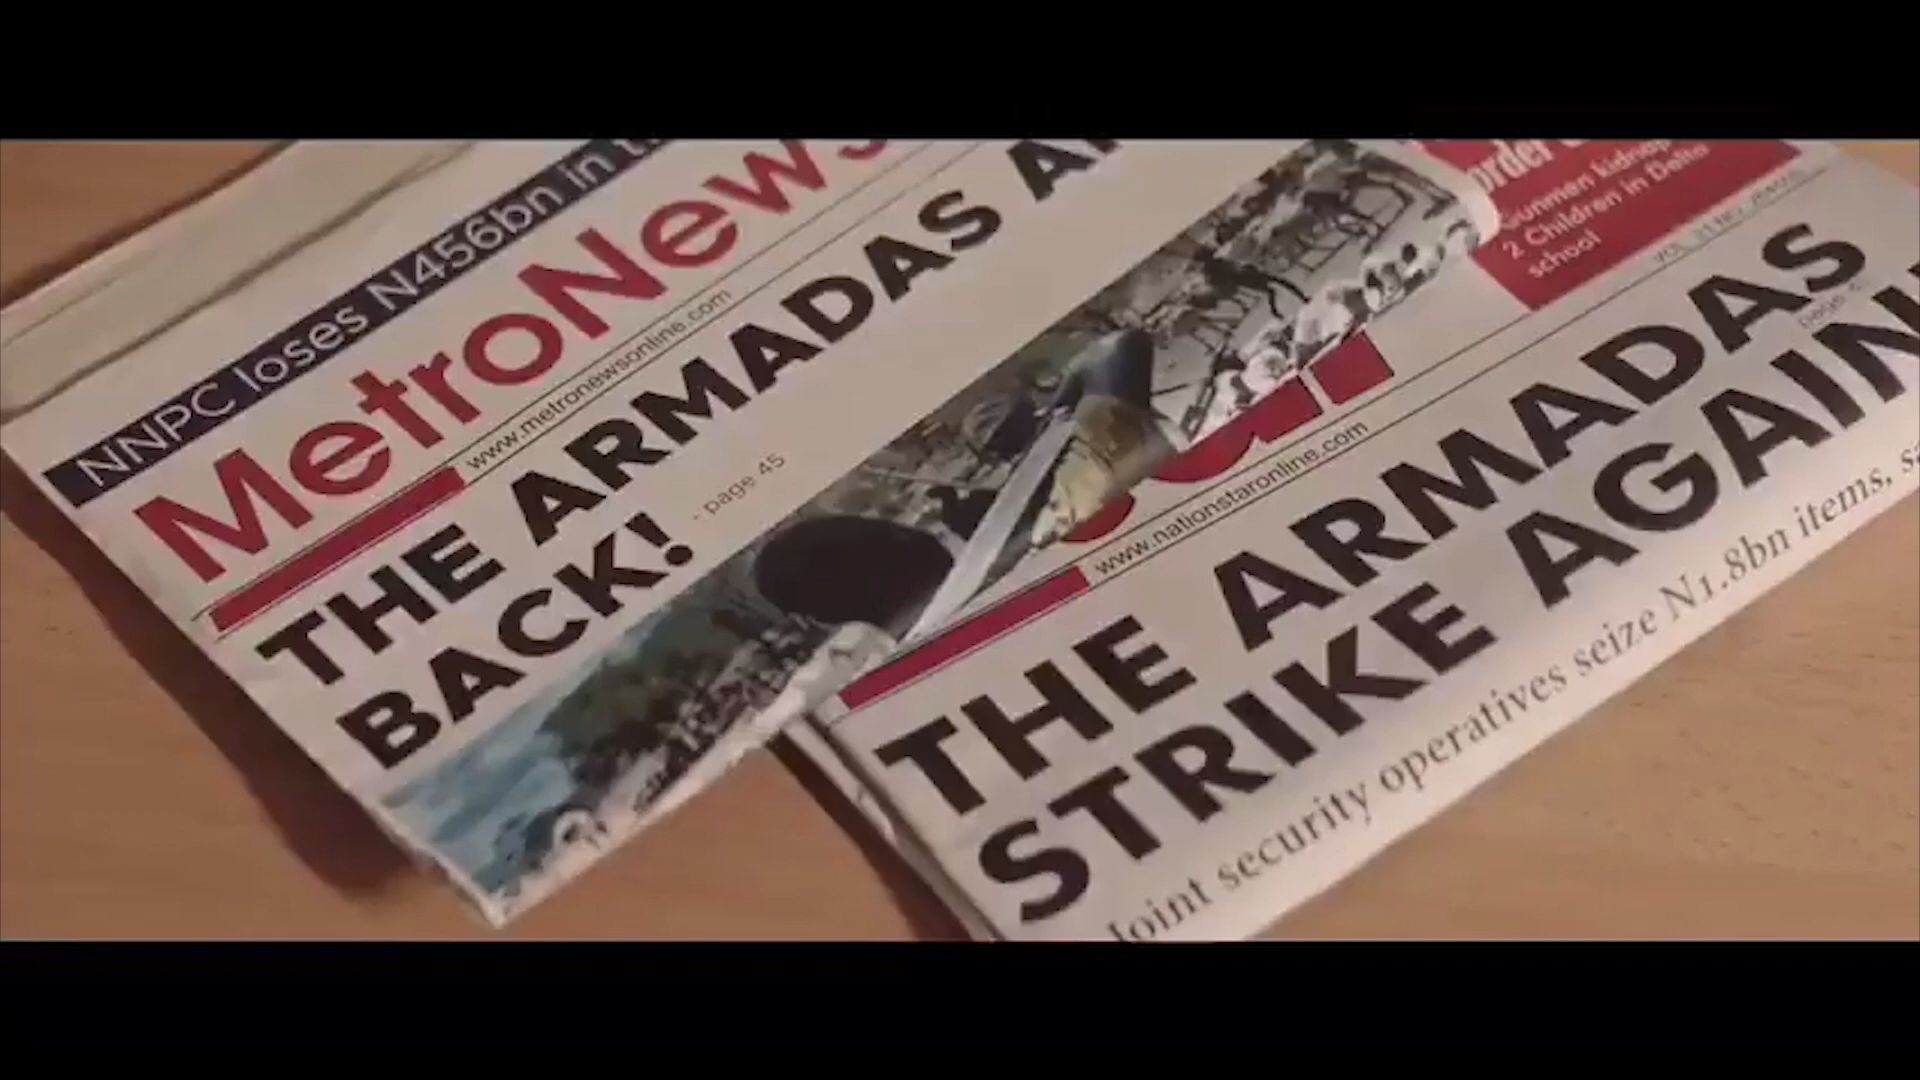 NNPC loses N456bn in
MetroNews
www.metronewsonline.com
THE ARMADAS
BACK!
- page 45
Gunmen kidnap
2 Children in Delta
school
www.nationstaronline.com
THE ARMADAS
STRIKE AGAIN
Joint security operatives seize N1.8bn items,